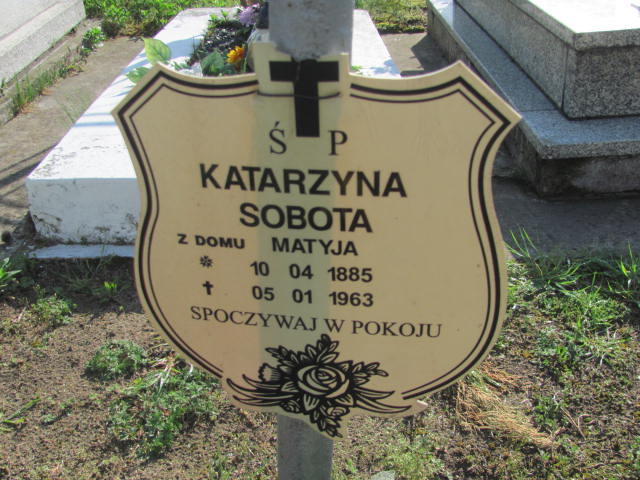 Ś P
KATARZYNA
SOBOTA
Z DOMU MATYJA
* 10 04 1885
✝ 05 01 1963
SPOCZYWAJ W POKOJU